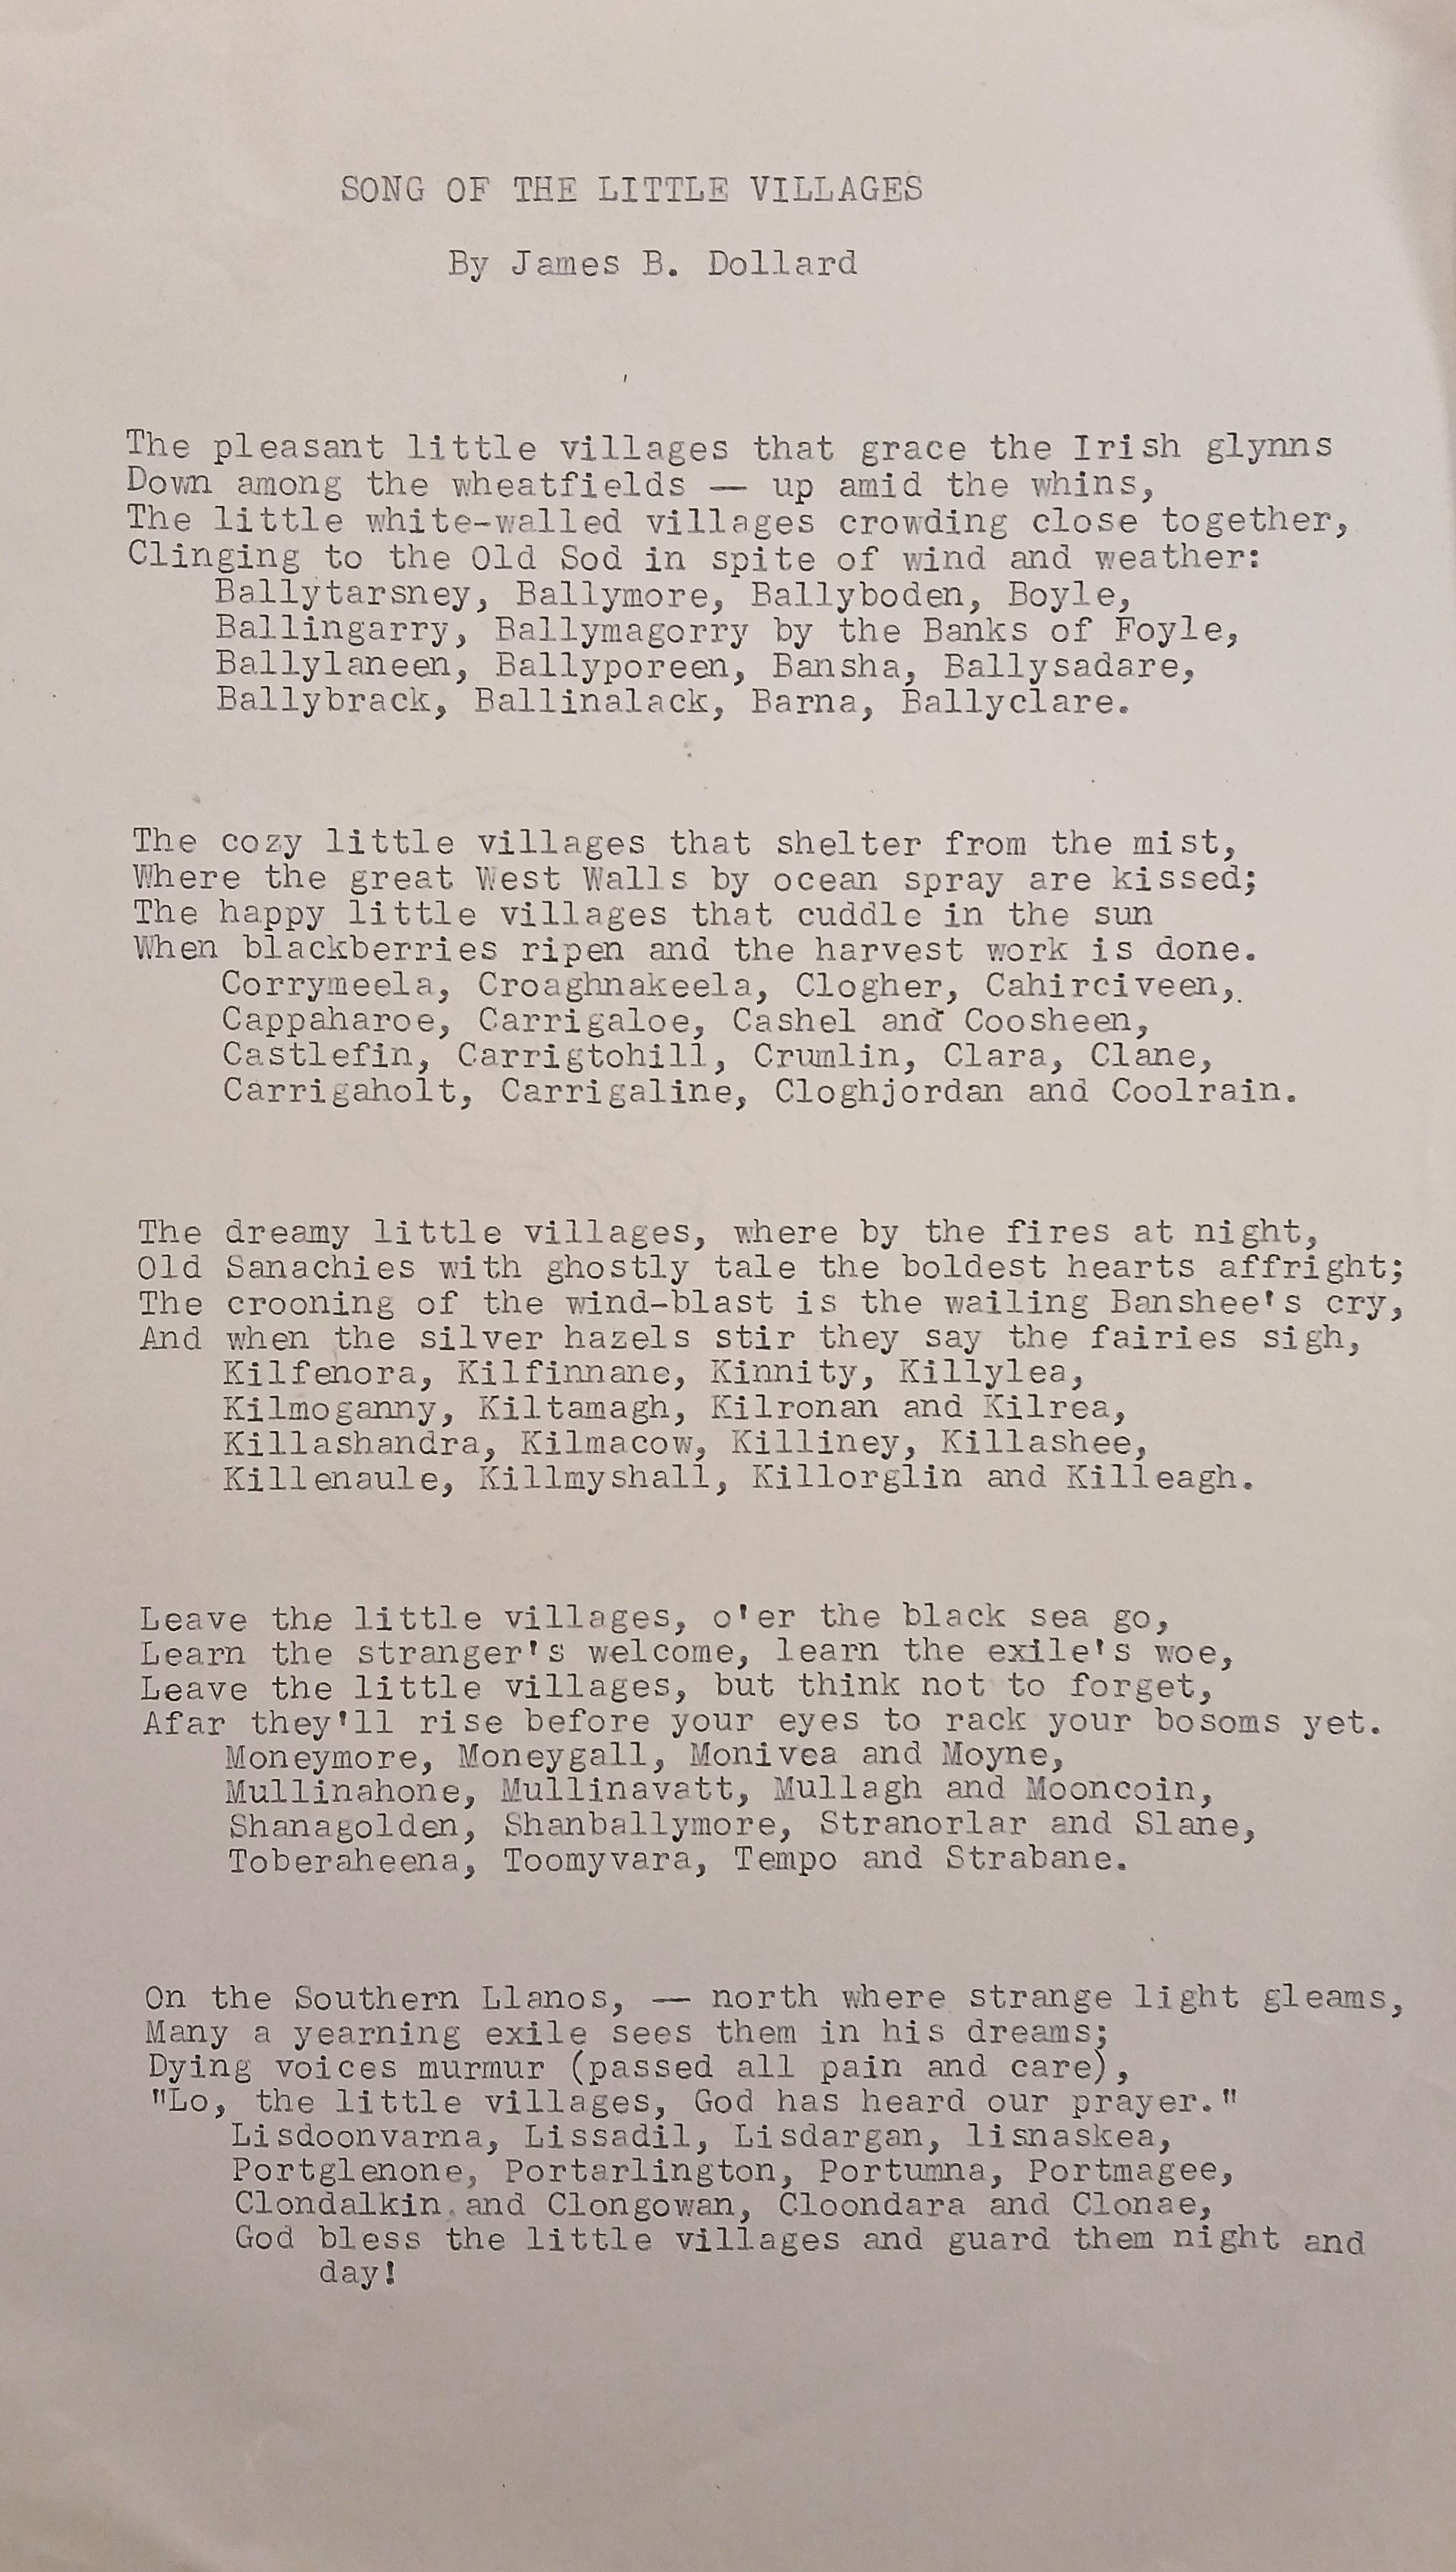 SONG OF THE LITTLE VILLAGES
By James B. Dollard
The pleasant little villages that grace the Irish glynns
Down among the wheatfields — up amid the whins,
The little white-walled villages crowding close together,
Clinging to the Old Sod in spite of wind and weather:
Ballytarsney, Ballymore, Ballyboden, Boyle,
Ballingarry, Ballymagorry by the Banks of Foyle,
Ballylaneen, Ballyporeen, Bansha, Ballysadare,
Ballybrack, Ballinalack, Barna, Ballyclare.
The cozy little villages that shelter from the mist,
Where the great West Walls by ocean spray are kissed;
The happy little villages that cuddle in the sun
When blackberries ripen and the harvest work is done.
Corrymeela, Croaghnakeela, Clogher, Cahirciveen,.
Cappaharoe, Carrigaloe, Cashel and Coosheen,
Castlefin, Carrigtohill, Crumlin, Clara, Clane,
Carrigaholt, Carrigaline, Cloghjordan and Coolrain.
The dreamy little villages, where by the fires at night,
Old Sanachies with ghostly tale the boldest hearts affright;
The crooning of the wind-blast is the wailing Banshee's cry,
And when the silver hazels stir they say the fairies sigh,
Kilfenora, Kilfinnane, Kinnity, Killylea,
Kilmoganny, Kiltamagh, Kilronan and Kilrea,
Killashandra, Kilmacow, Killiney, Killashee,
Killenaule, Killmyshall, Killorglin and Killeagh.
Leave the little villages, o'er the black sea go,
Learn the stranger's welcome, learn the exile's woe,
Leave the little villages, but think not to forget,
Afar they'll rise before your eyes to rack your bosoms yet.
Moneymore, Moneygall, Monivea and Moyne,
Mullinahone, Mullinavatt, Mullagh and Mooncoin,
Shanagolden, Shanballymore, Stranorlar and Slane,
Toberaheena, Toomyvara, Tempo and Strabane.
On the Southern Llanos, — north where strange light gleams,
Many a yearning exile sees them in his dreams;
Dying voices murmur (passed all pain and care),
"Lo, the little villages, God has heard our prayer."
Lisdoonvarna, Lissadil, Lisdargan, lisnaskea,
Portglenone, Portarlington, Portumna, Portmagee,
Clondalkin and Clongowan, Cloondara and Clonae,
God bless the little villages and guard them night and
day!